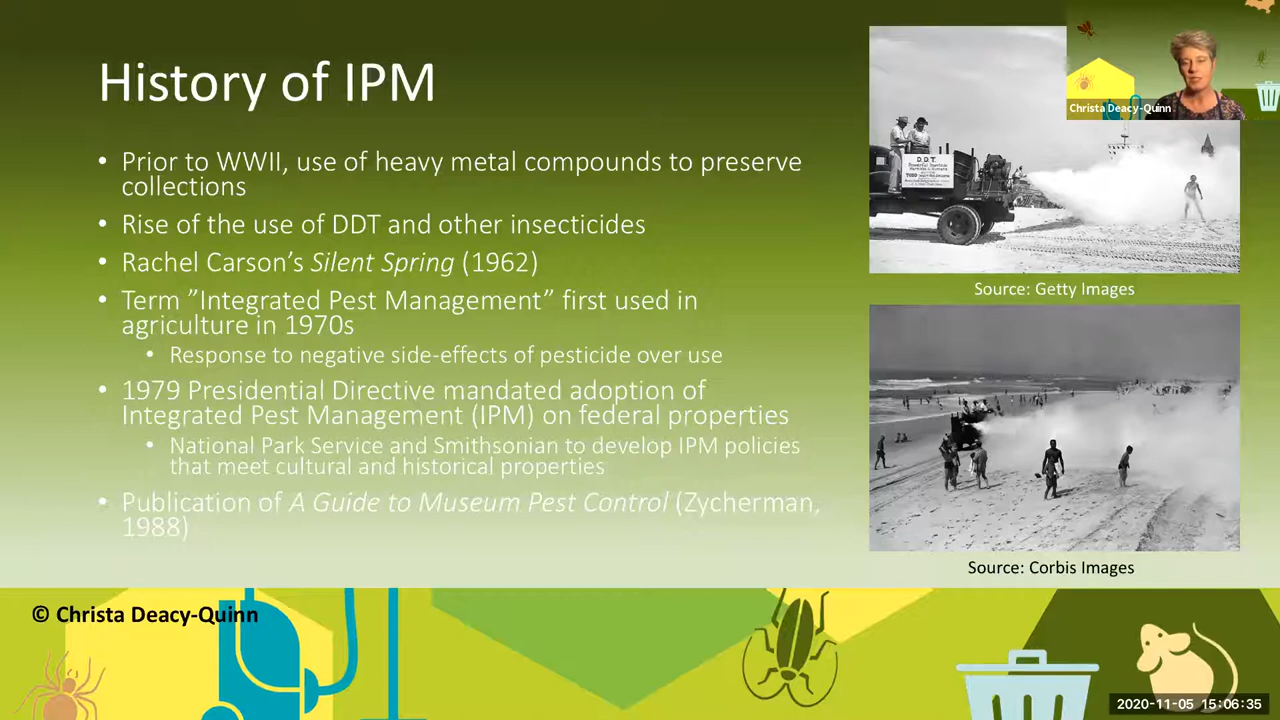 History of IPM
• Prior to WWII, use of heavy metal compounds to preserve
collections
• Rise of the use of DDT and other insecticides
• Rachel Carson’s Silent Spring (1962)
• Term ”Integrated Pest Management” first used in
agriculture in 1970s
• Response to negative side-effects of pesticide over use
• 1979 Presidential Directive mandated adoption of
Integrated Pest Management (IPM) on federal properties
• National Park Service and Smithsonian to develop IPM policies
that meet cultural and historical properties
• Publication of A Guide to Museum Pest Control (Zycherman,
1988)
Christa Deacy-Quinn
D.D.T.
Powerful Insecticide
Source: Getty Images
Source: Corbis Images
© Christa Deacy-Quinn
2020-11-05 15:06:35